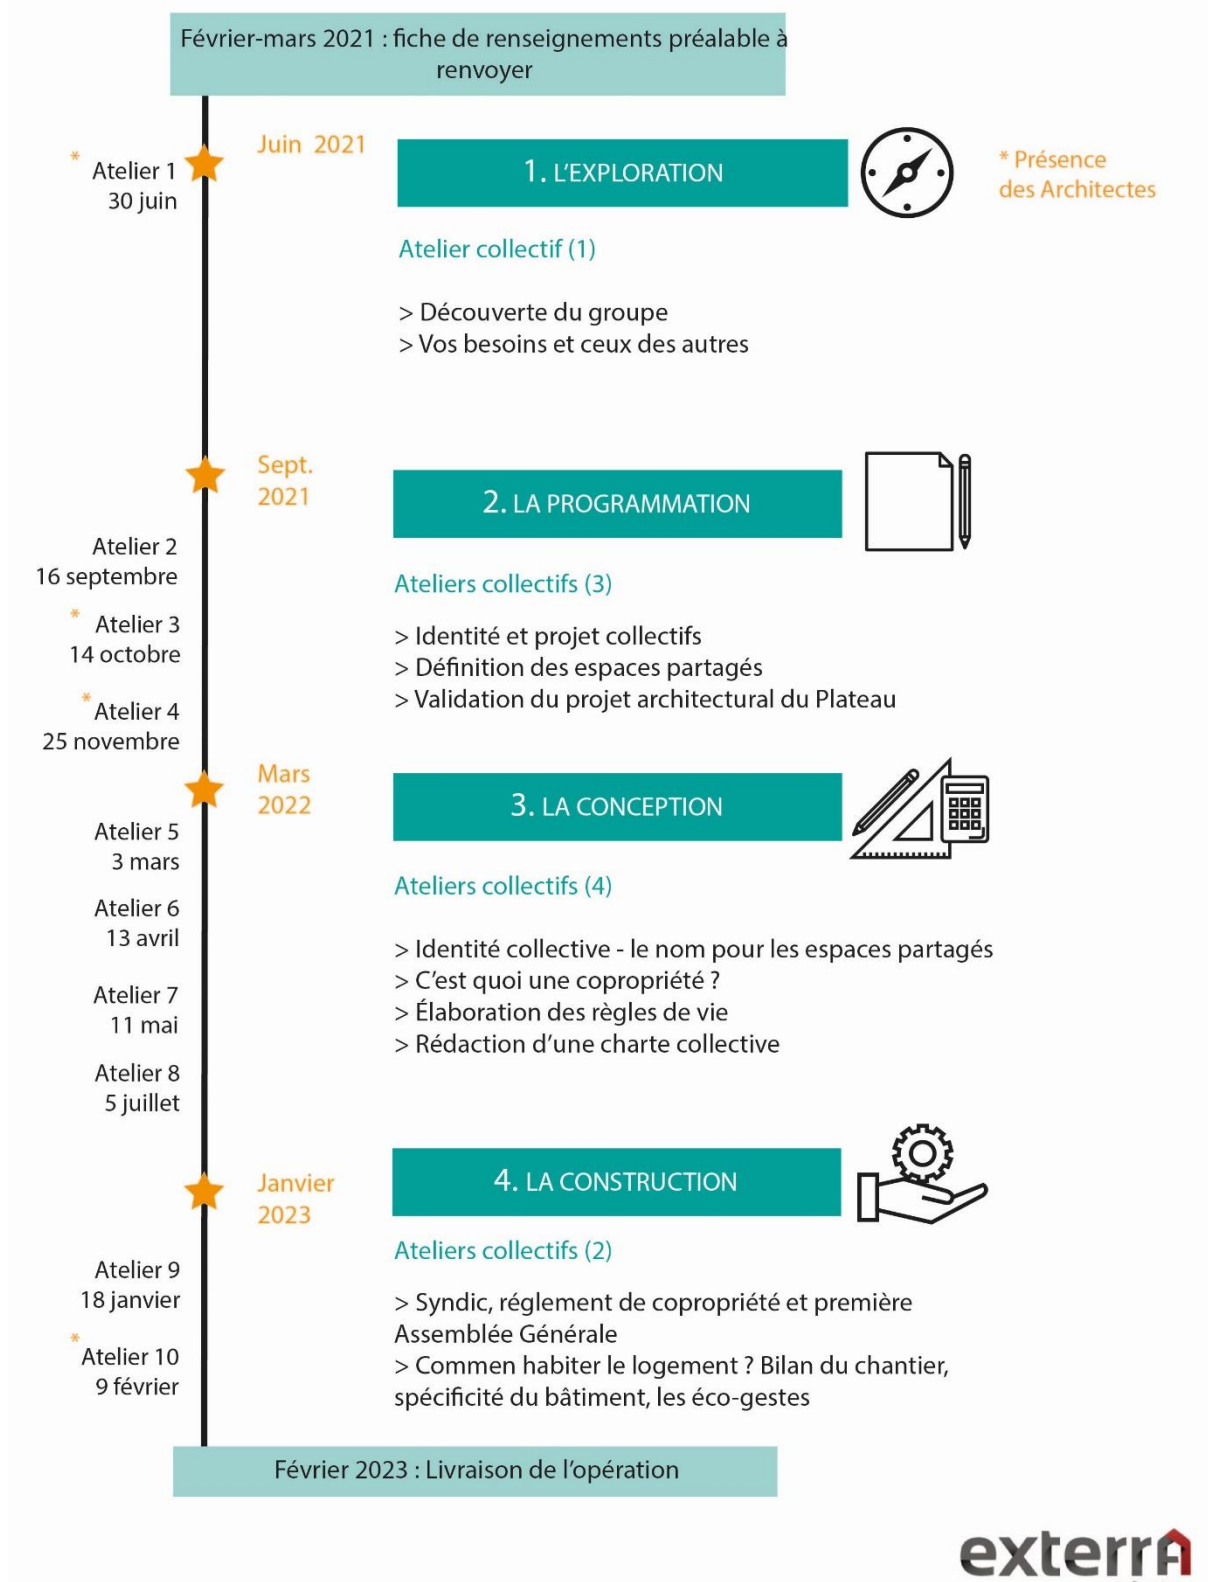 Février-mars 2021 : fiche de renseignements préalable à
renvoyer
*
Atelier 1
30 juin
Juin 2021
1. L'EXPLORATION
* Présence
des Architectes
Atelier collectif (1)
> Découverte du groupe
> Vos besoins et ceux des autres
Sept.
2021
2. LA PROGRAMMATION
Atelier 2
16 septembre
* Atelier 3
14 octobre
* Atelier 4
25 novembre
Ateliers collectifs (3)
> Identité et projet collectifs
> Définition des espaces partagés
> Validation du projet architectural du Plateau
Mars
2022
3. LA CONCEPTION
Atelier 5
3 mars
Atelier 6
13 avril
Atelier 7
11 mai
Atelier 8
5 juillet
Ateliers collectifs (4)
> Identité collective - le nom pour les espaces partagés
> C'est quoi une copropriété ?
> Élaboration des règles de vie
> Rédaction d'une charte collective
Janvier
2023
4. LA CONSTRUCTION
Atelier 9
18 janvier
*
Atelier 10
9 février
Ateliers collectifs (2)
> Syndic, réglement de copropriété et première
Assemblée Générale
> Commen habiter le logement ? Bilan du chantier,
spécificité du bâtiment, les éco-gestes
Février 2023 : Livraison de l'opération
exterrA